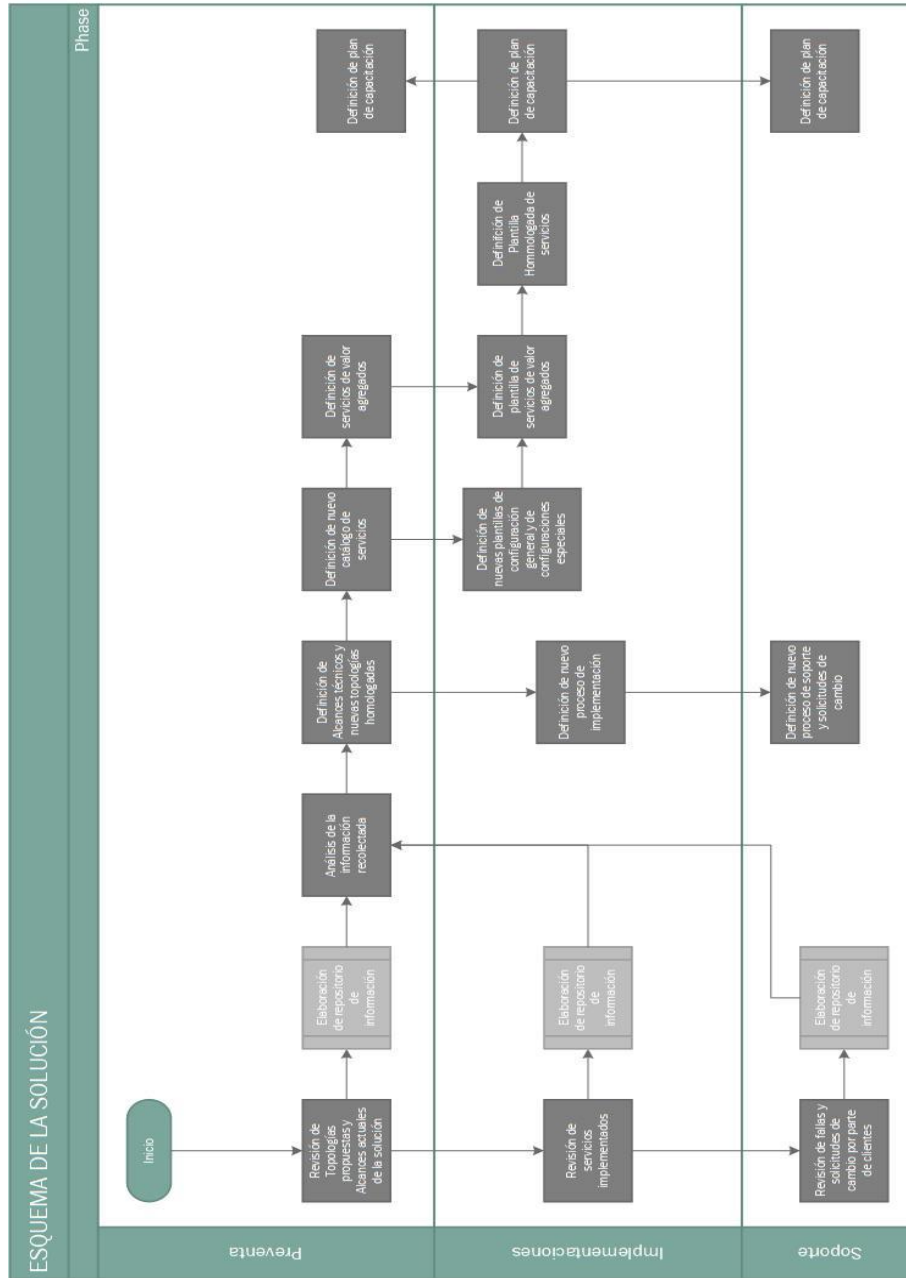 ESQUEMA DE LA SOLUCIÓN
Phase
Preventa
Inicio
Revisión de
Topologías
propuestas y
Alcances actuales
de la solución
Elaboración
de repositorio
de
información
Análisis de la
información
recolectada
Definición de
Alcances técnicos y
nuevas topologías
homologadas
Definición de nuevo
catálogo de
servicios
Definición de
servicios de valor
agregados
Definición de plan
de capacitación
Implementaciones
Revisión de
servicios
implementados
Elaboración
de repositorio
de
información
Definición de nuevo
proceso de
implementación
Definición de
nuevas plantillas de
configuración
general y de
configuraciones
especiales
Definición de
plantilla de
servicios de valor
agregados
Definifción de
Plantilla
Hommologada de
servicios
Definición de plan
de capacitación
Soporte
Revisión de fallas y
solicitudes de
cambio por parte
de clientes
Elaboración
de repositorio
de
información
Definición de nuevo
proceso de soporte
y solicitudes de
cambio
Definición de plan
de capacitación